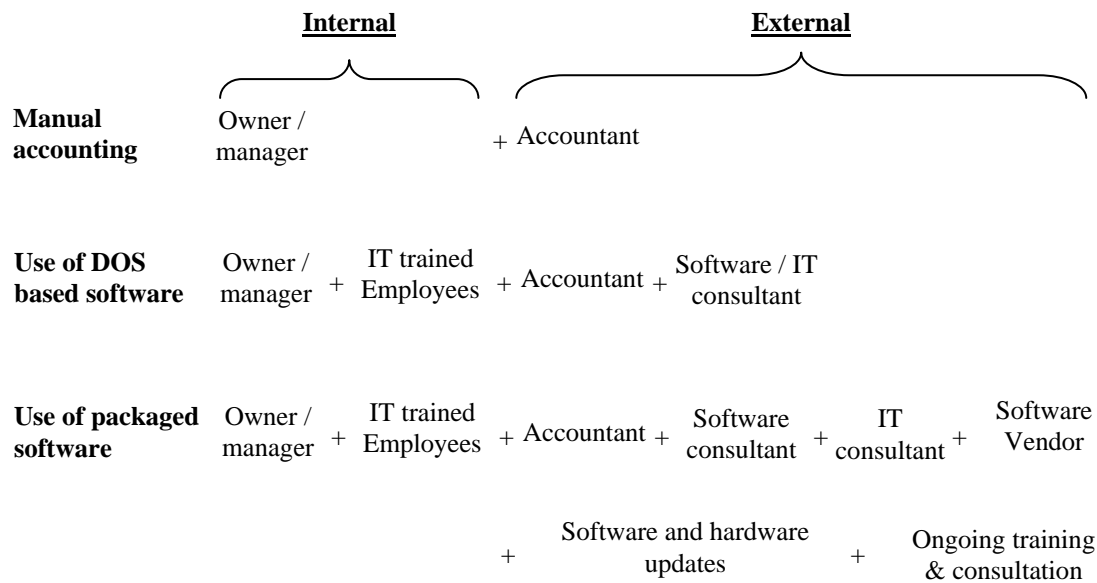 Internal External
Manual accounting Owner / manager + Accountant
Use of DOS based software Owner / manager + IT trained Employees + Accountant + Software / IT consultant
Use of packaged software Owner / manager + IT trained Employees + Accountant + Software consultant + IT consultant + Software Vendor
+ Software and hardware updates + Ongoing training & consultation